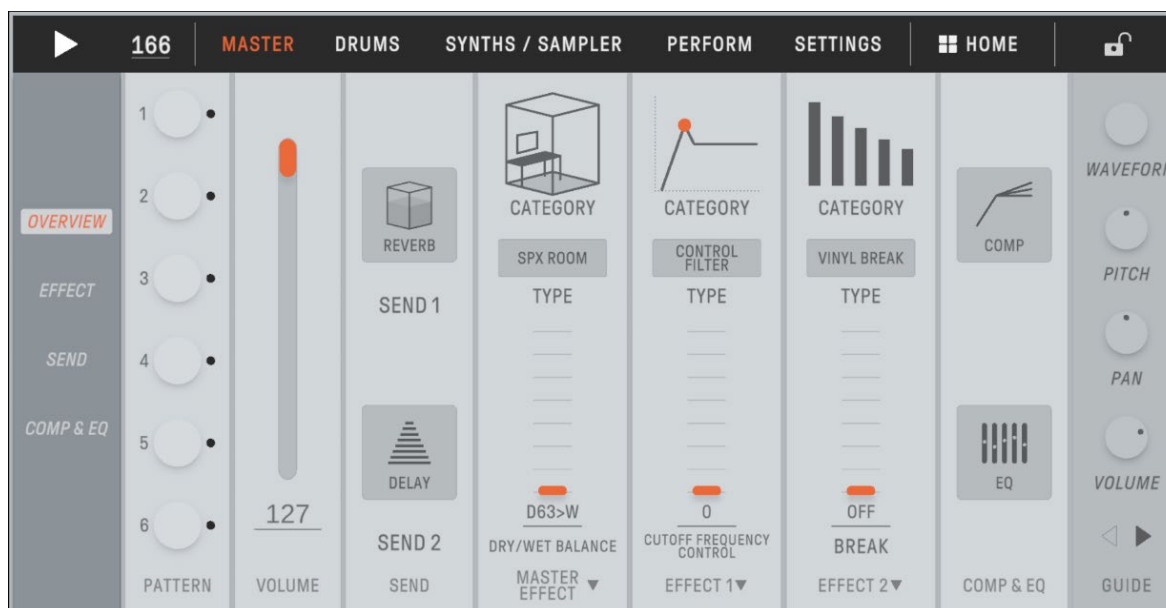 166 MASTER DRUMS SYNTHS / SAMPLER PERFORM SETTINGS HOME
OVERVIEW
EFFECT
SEND
COMP & EQ
1
2
3
4
5
6
PATTERN
127
VOLUME
REVERB
SEND 1
DELAY
SEND 2
SEND
CATEGORY
SPX ROOM
TYPE
D63>W
DRY/WET BALANCE
MASTER
EFFECT ▼
CATEGORY
CONTROL
FILTER
TYPE
0
CUTOFF FREQUENCY
CONTROL
EFFECT 1▼
CATEGORY
VINYL BREAK
TYPE
OFF
BREAK
EFFECT 2▼
COMP
EQ
COMP & EQ
WAVEFOR
PITCH
PAN
VOLUME
GUIDE